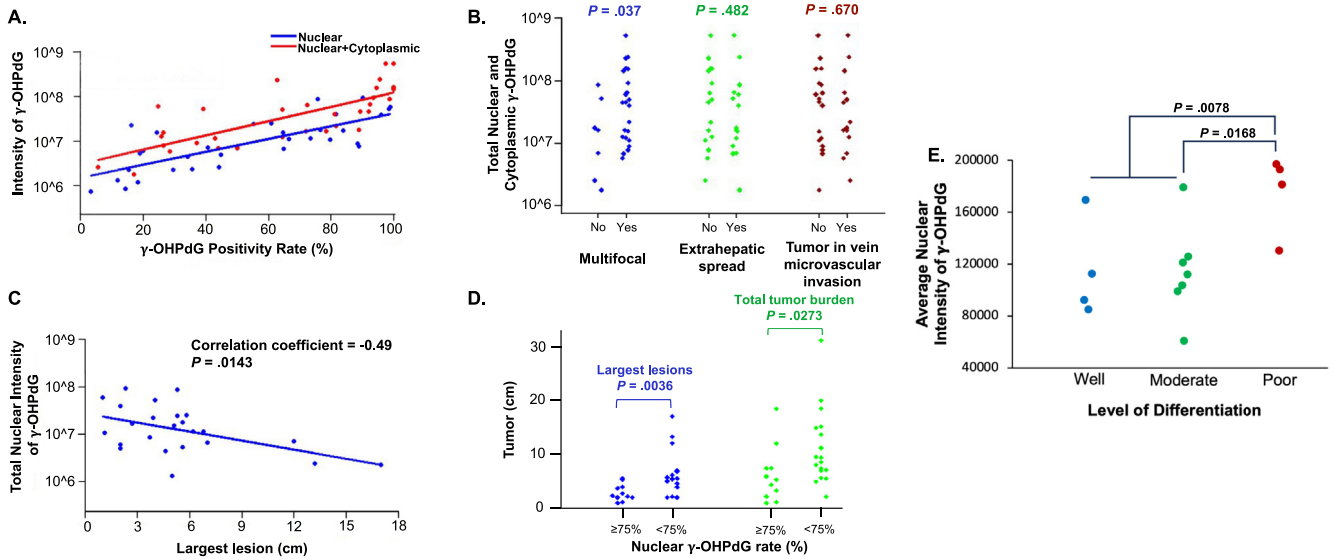 A.
Nuclear
Nuclear+Cytoplasmic
Intensity of γ-OHPdG
10^9
10^8
10^7
10^6
0 20 40 60 80 100
γ-OHPdG Positivity Rate (%)
B.
P = .037 P = .482 P = .670
Total Nuclear and
Cytoplasmic γ-OHPdG
10^9
10^8
10^7
10^6
No Yes No Yes No Yes
Multifocal
Extrahepatic
spread
Tumor in vein
microvascular
invasion
C
Correlation coefficient = -0.49
P = .0143
Total Nuclear Intensity
of γ-OHPdG
10^9
10^8
10^7
10^6
0 3 6 9 12 15 18
Largest lesion (cm)
D.
Total tumor burden
P = .0273
Largest lesions
P = .0036
Tumor (cm)
30
20
10
0
≥75% <75% ≥75% <75%
Nuclear γ-OHPdG rate (%)
E.
P = .0078
P = .0168
Average Nuclear
Intensity of γ-OHPdG
200000
160000
120000
80000
40000
Well Moderate Poor
Level of Differentiation